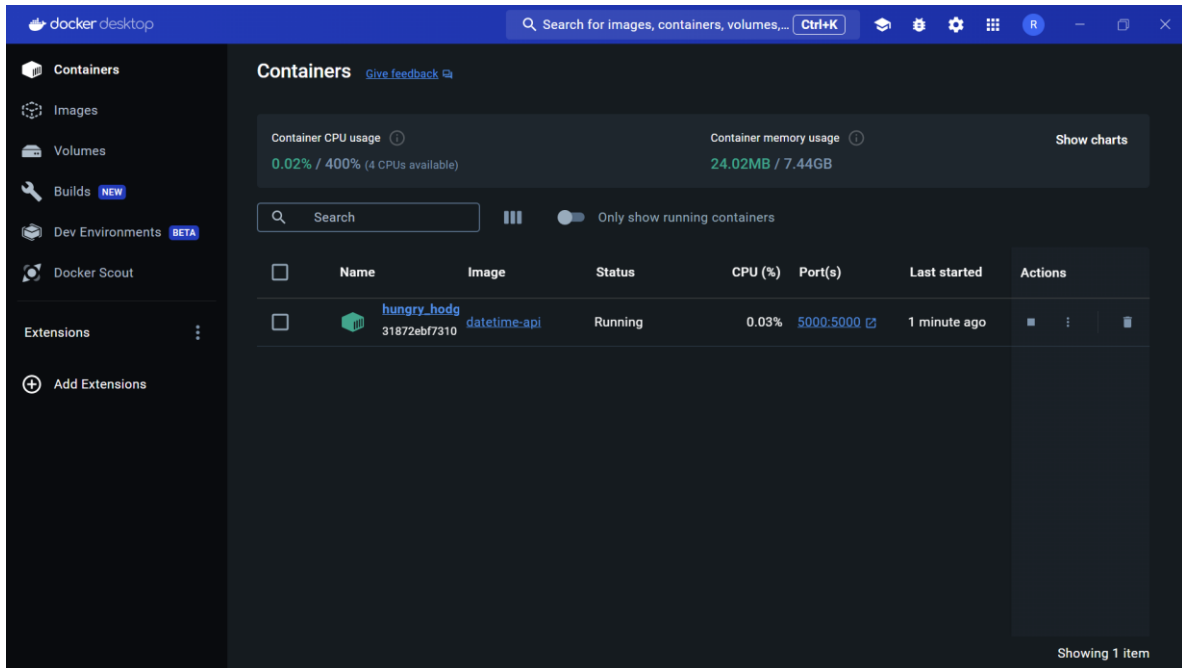 docker desktop
Search for images, containers, volumes,... Ctrl+K
R
Containers
Images
Volumes
Builds NEW
Dev Environments BETA
Docker Scout
Extensions
Add Extensions
Containers Give feedback
Container CPU usage
0.02% / 400% (4 CPUs available)
Container memory usage
24.02MB / 7.44GB
Show charts
Search
Only show running containers
Name Image Status CPU (%) Port(s) Last started Actions
hungry_hodg
31872ebf7310
datetime-api Running 0.03% 5000:5000 1 minute ago
Showing 1 item